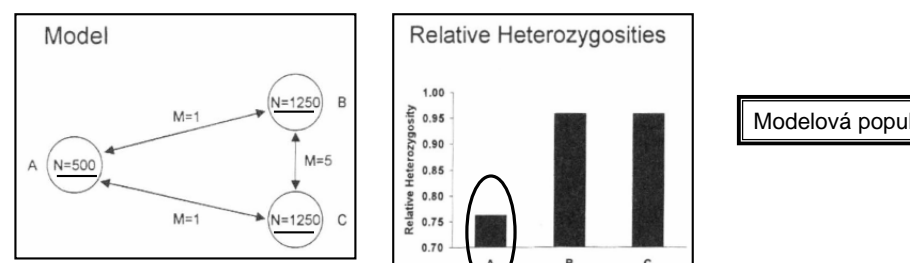 Model
N=1250
B
M=1
A
N=500
M=5
M=1
N=1250
C
Relative Heterozygosities
Relative Heterozygosity
1.00
0.95
0.90
0.85
0.80
0.75
0.70
A
B
C
Modelová